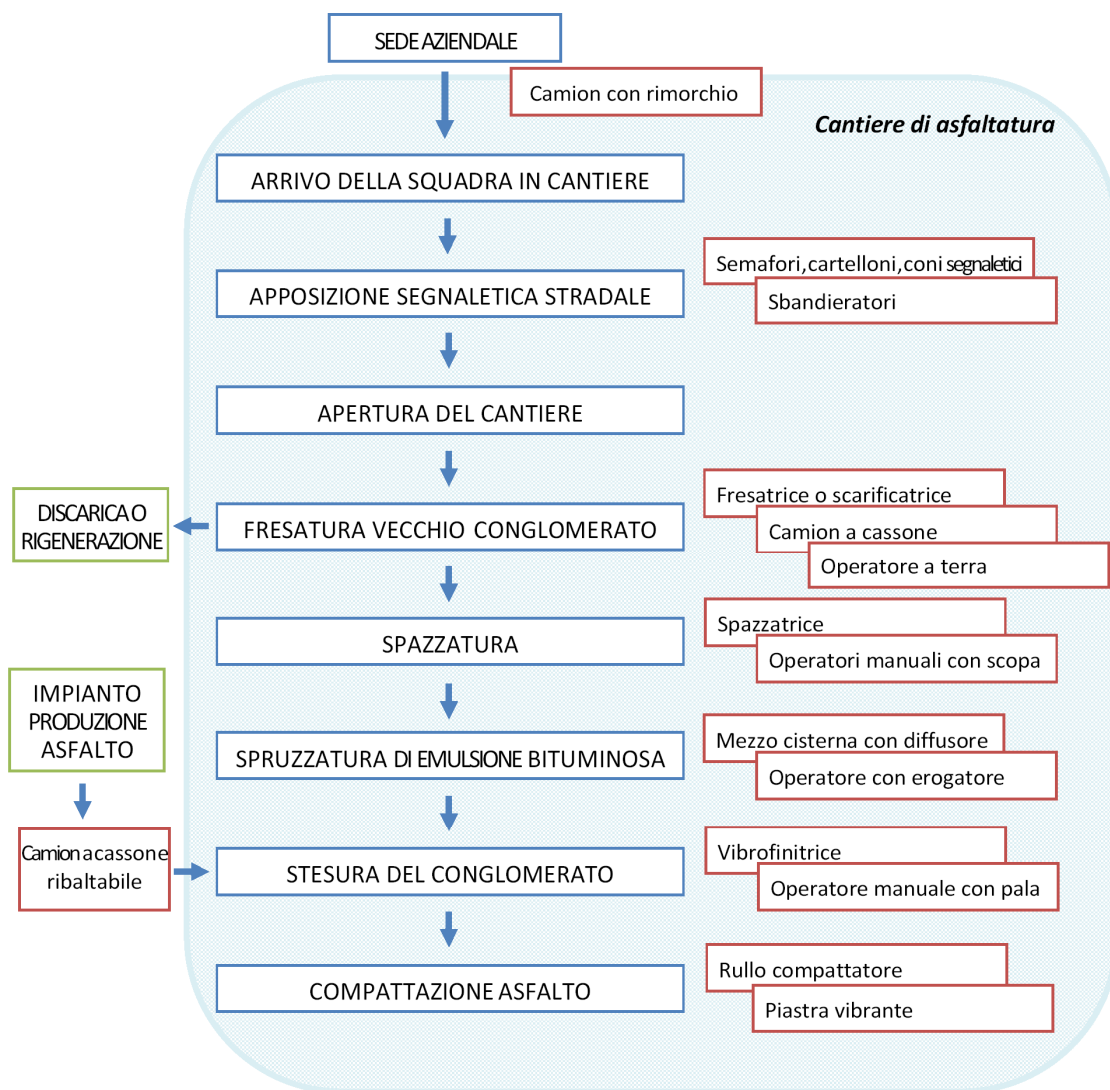 SEDE AZIENDALE
Camion con rimorchio
Cantiere di asfaltatura
ARRIVO DELLA SQUADRA IN CANTIERE
APPOSIZIONE SEGNALETICA STRADALE
Semafori, cartelloni, coni segnaletici
Sbandieratori
APERTURA DEL CANTIERE
DISCARICA O
RIGENERAZIONE
FRESATURA VECCHIO CONGLOMERATO
Fresatrice o scarificatrice
Camion a cassone
Operatore a terra
SPAZZATURA
Spazzatrice
Operatori manuali con scopa
IMPIANTO
PRODUZIONE
ASFALTO
SPRUZZATURA DI EMULSIONE BITUMINOSA
Mezzo cisterna con diffusore
Operatore con erogatore
Camion a cassone
ribaltabile
STESURA DEL CONGLOMERATO
Vibrofinitrice
Operatore manuale con pala
COMPATTAZIONE ASFALTO
Rullo compattatore
Piastra vibrante